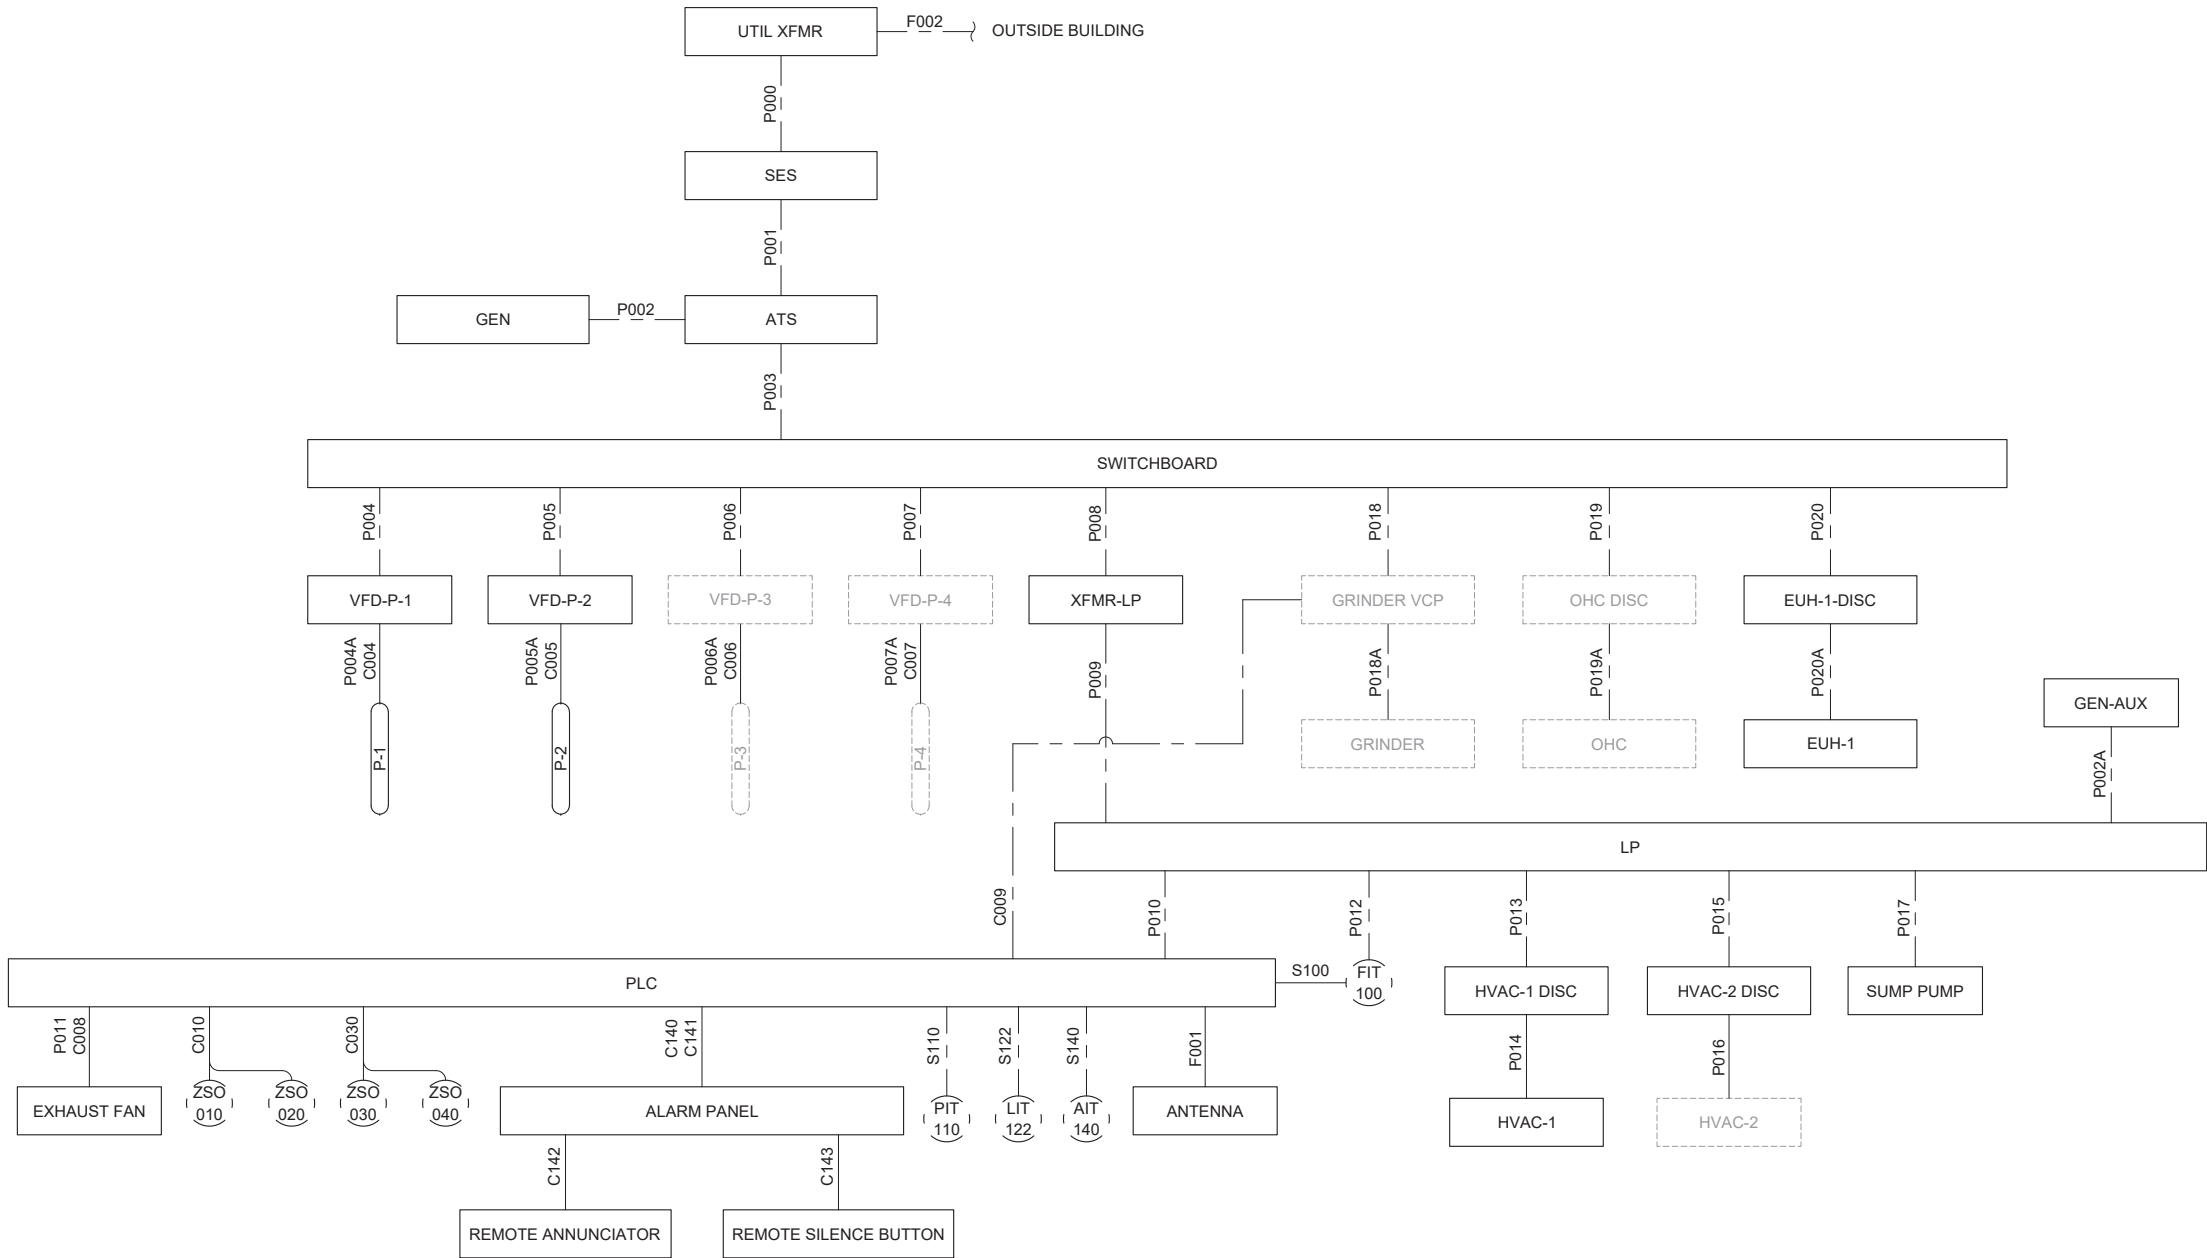 UTIL XFMR
F002
OUTSIDE BUILDING
P000
SES
P001
GEN
P002
ATS
P003
SWITCHBOARD
P004
P005
P006
P007
P008
P018
P019
P020
VFD-P-1
VFD-P-2
VFD-P-3
VFD-P-4
XFMR-LP
GRINDER VCP
OHC DISC
EUH-1-DISC
P004A
C004
P005A
C005
P006A
C006
P007A
C007
P009
P018A
P019A
P020A
GEN-AUX
P-1
P-2
P-3
P-4
GRINDER
OHC
EUH-1
P002A
LP
C009
P010
P012
P013
P015
P017
PLC
S100
FIT
100
HVAC-1 DISC
HVAC-2 DISC
SUMP PUMP
P011
C008
C010
C030
C140
C141
S110
S122
S140
F001
P014
P016
EXHAUST FAN
ZSO
010
ZSO
020
ZSO
030
ZSO
040
ALARM PANEL
PIT
110
LIT
122
AIT
140
ANTENNA
HVAC-1
HVAC-2
C142
C143
REMOTE ANNUNCIATOR
REMOTE SILENCE BUTTON